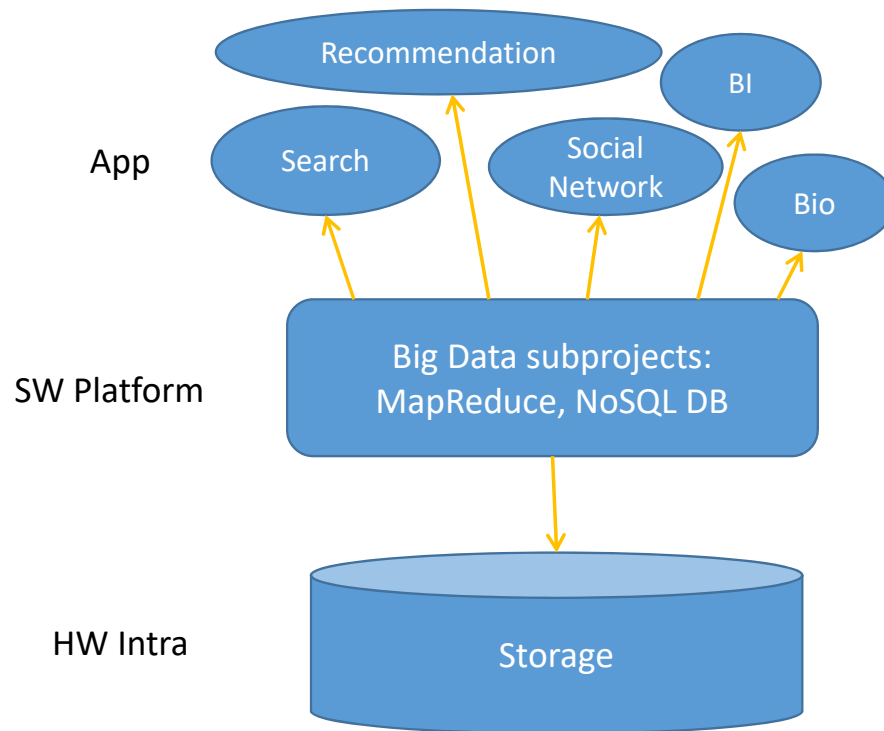 Recommendation
BI
App
Search
Social
Network
Bio
SW Platform
Big Data subprojects:
MapReduce, NoSQL DB
HW Intra
Storage